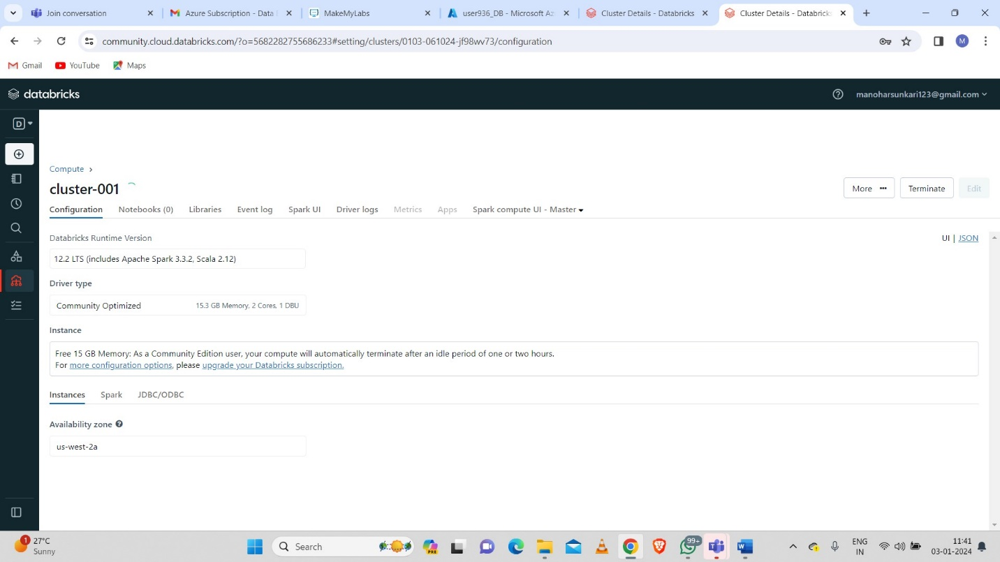 Join conversation
Azure Subscription - Data
MakeMyLabs
user936_DB - Microsoft Az
Cluster Details - Databricks
Cluster Details - Databricks
community.cloud.databricks.com/?o=5682282755686233#setting/clusters/0103-061024-jf98wv73/configuration
M
Gmail
YouTube
Maps
databricks
manoharsunkari123@gmail.com
D
Compute
cluster-001
More
Terminate
Edit
Configuration Notebooks (0) Libraries Event log Spark UI Driver logs Metrics Apps Spark compute UI - Master
Databricks Runtime Version
UI | JSON
12.2 LTS (includes Apache Spark 3.3.2, Scala 2.12)
Driver type
Community Optimized 15.3 GB Memory, 2 Cores, 1 DBU
Instance
Free 15 GB Memory: As a Community Edition user, your compute will automatically terminate after an idle period of one or two hours.
For more configuration options, please upgrade your Databricks subscription.
Instances Spark JDBC/ODBC
Availability zone ?
us-west-2a
1
27°C
Sunny
Search
PRE
99+
W
ENG
IN
11:41
03-01-2024